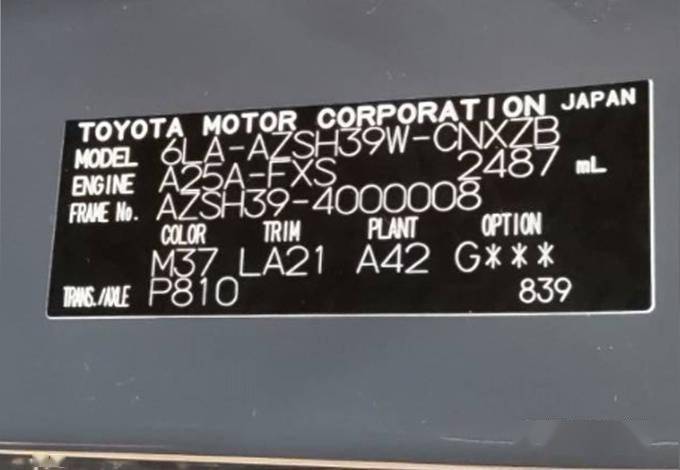 TOYOTA MOTOR CORPORATION JAPAN
MODEL 6LA-AZSH39W-CNXZB
ENGINE A25A-FXS 2487 mL
FRAME No. AZSH39-4000008
COLOR TRIM PLANT OPTION
M37 LA21 A42 G***
TRANS./AXLE P810 839